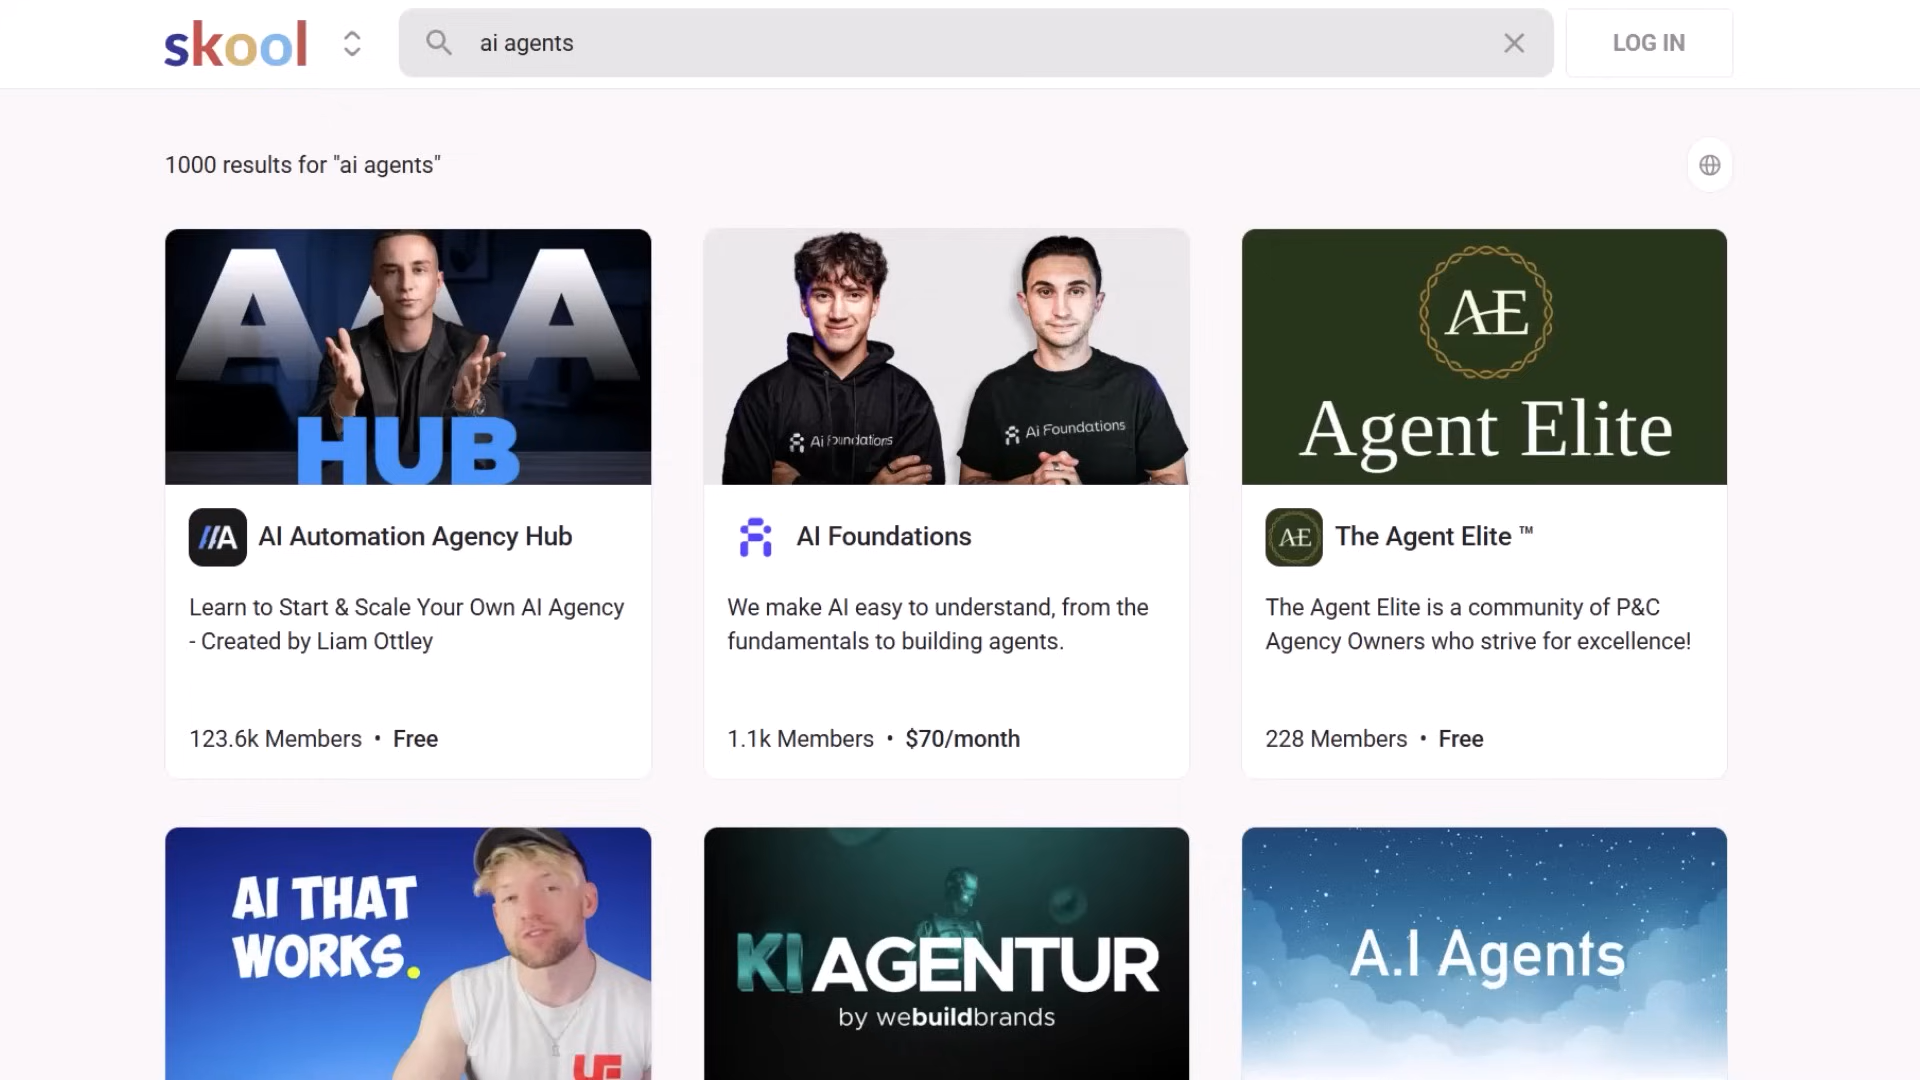 skool
ai agents
LOG IN
1000 results for "ai agents"
AAA
HUB
Ai Foundations
Ai Foundations
AE
Agent Elite
//A
AI Automation Agency Hub
AI Foundations
AE
The Agent Elite ™
Learn to Start & Scale Your Own AI Agency
- Created by Liam Ottley
We make AI easy to understand, from the
fundamentals to building agents.
The Agent Elite is a community of P&C
Agency Owners who strive for excellence!
123.6k Members • Free
1.1k Members • $70/month
228 Members • Free
AI THAT
WORKS.
KI AGENTUR
by webuildbrands
A.I Agents